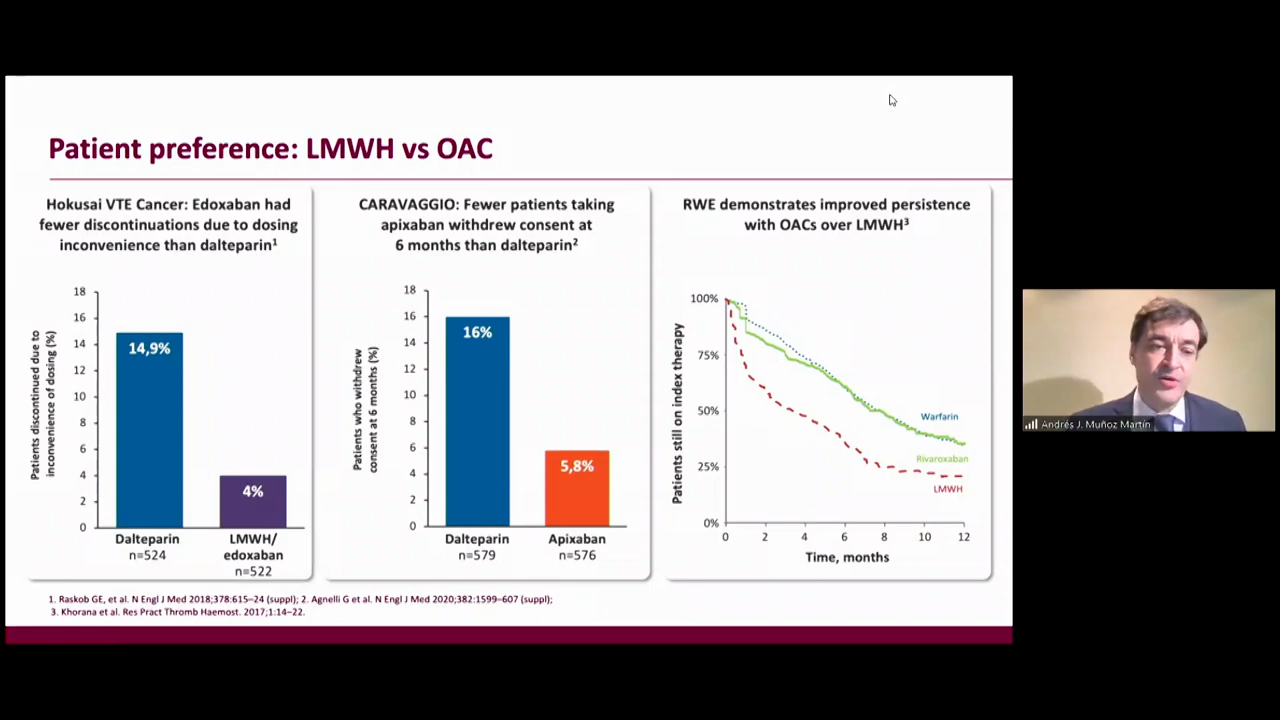 Patient preference: LMWH vs OAC
Hokusai VTE Cancer: Edoxaban had
fewer discontinuations due to dosing
inconvenience than dalteparin¹
Patients discontinued due to
inconvenience of dosing (%)
18
16
14
12
10
8
6
4
2
0
14,9%
4%
Dalteparin
n=524
LMWH/
edoxaban
n=522
CARAVAGGIO: Fewer patients taking
apixaban withdrew consent at
6 months than dalteparin²
Patients who withdrew
consent at 6 months (%)
18
16
14
12
10
8
6
4
2
0
16%
5,8%
Dalteparin
n=579
Apixaban
n=576
RWE demonstrates improved persistence
with OACs over LMWH³
Patients still on index therapy
100%
75%
50%
25%
0%
Warfarin
Rivaroxaban
LMWH
0 2 4 6 8 10 12
Time, months
1. Raskob GE, et al. N Engl J Med 2018;378:615–24 (suppl); 2. Agnelli G et al. N Engl J Med 2020;382:1599–607 (suppl);
3. Khorana et al. Res Pract Thromb Haemost. 2017;1:14–22.
Andrés J. Muñoz Martín